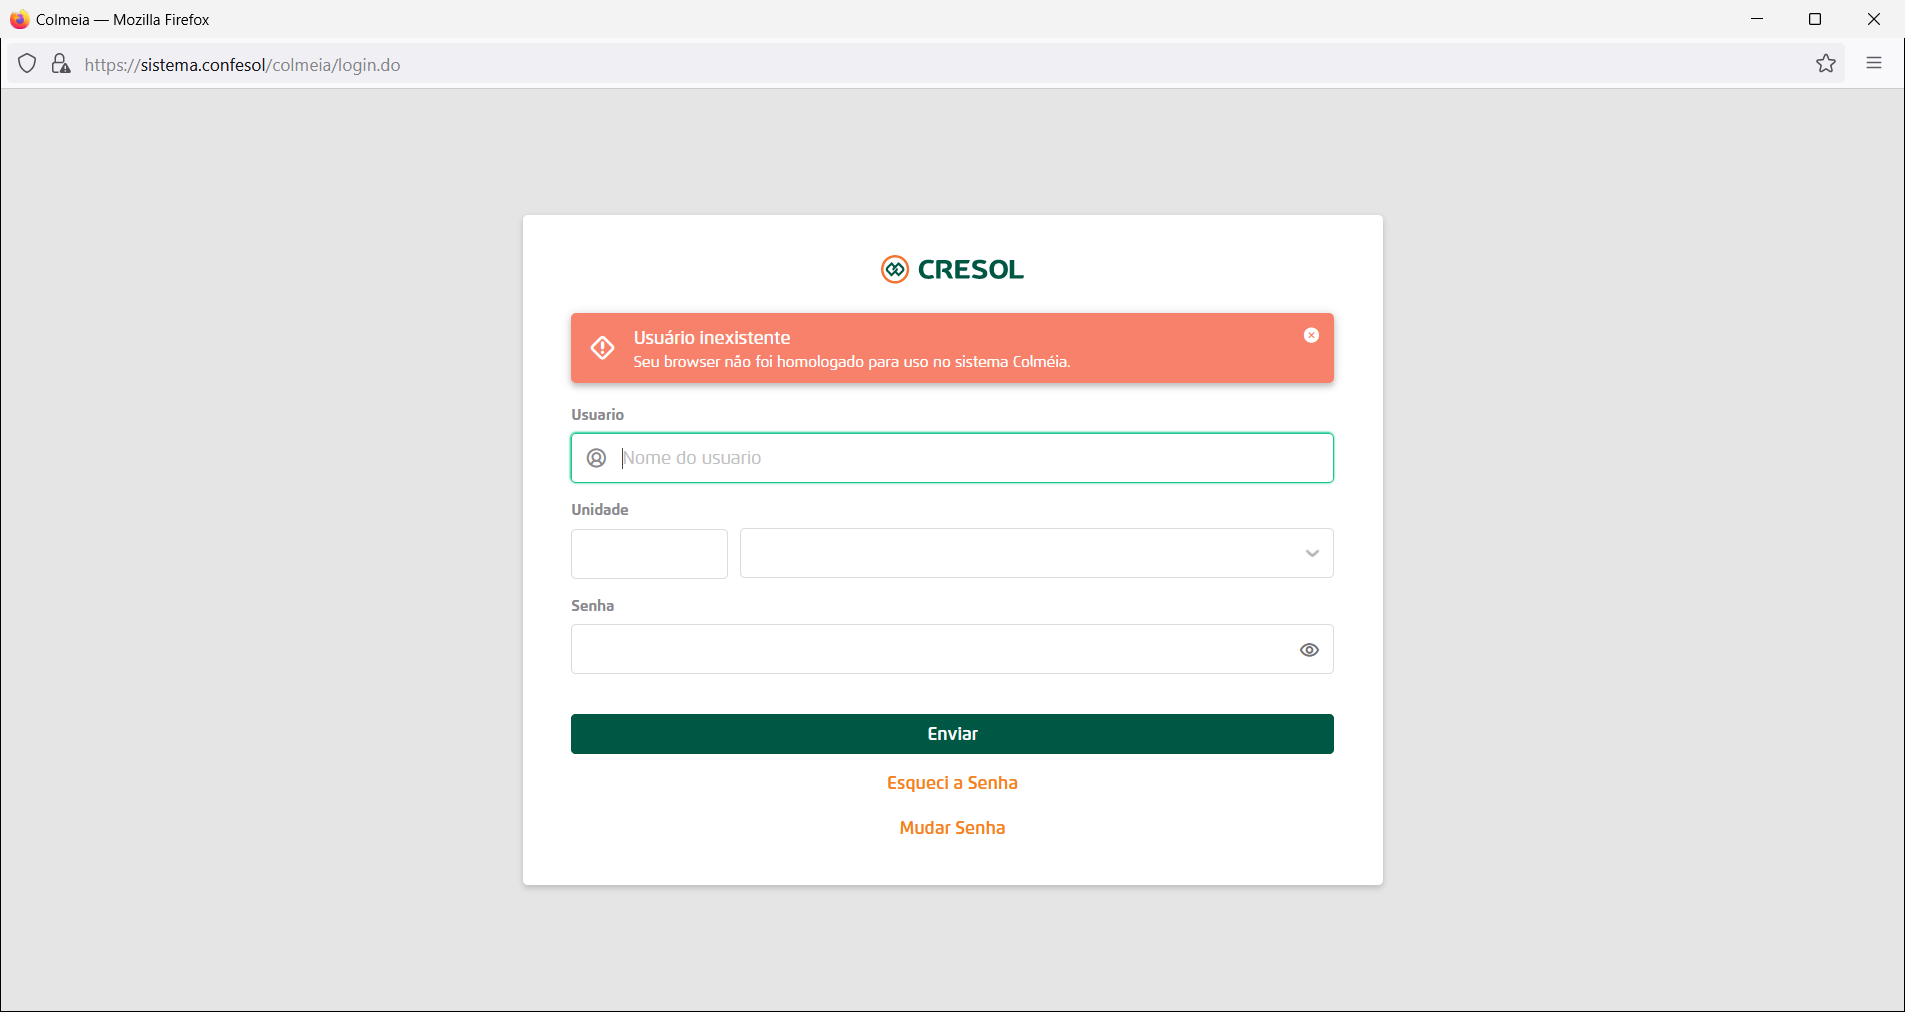 Colmeia — Mozilla Firefox
https://sistema.confesol/colmeia/login.do
CRESOL
Usuário inexistente
Seu browser não foi homologado para uso no sistema Colméia.
Usuario
Nome do usuario
Unidade
Senha
Enviar
Esqueci a Senha
Mudar Senha